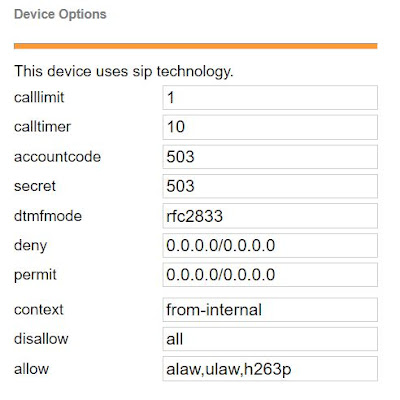 Device Options
This device uses sip technology.
calllimit 1
calltimer 10
accountcode 503
secret 503
dtmfmode rfc2833
deny 0.0.0.0/0.0.0.0
permit 0.0.0.0/0.0.0.0
context from-internal
disallow all
allow alaw,ulaw,h263p